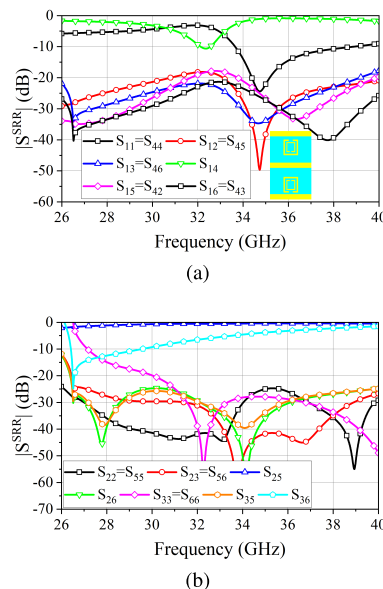 0
-10
-20
-30
-40
-50
-60
|S^SRR| (dB)
S11=S44 S12=S45
S13=S46 S14
S15=S42 S16=S43
26 28 30 32 34 36 38 40
Frequency (GHz)
(a)
0
-10
-20
-30
-40
-50
-60
-70
|S^SRR| (dB)
S22=S55 S23=S56 S25
S26 S33=S66 S35 S36
26 28 30 32 34 36 38 40
Frequency (GHz)
(b)